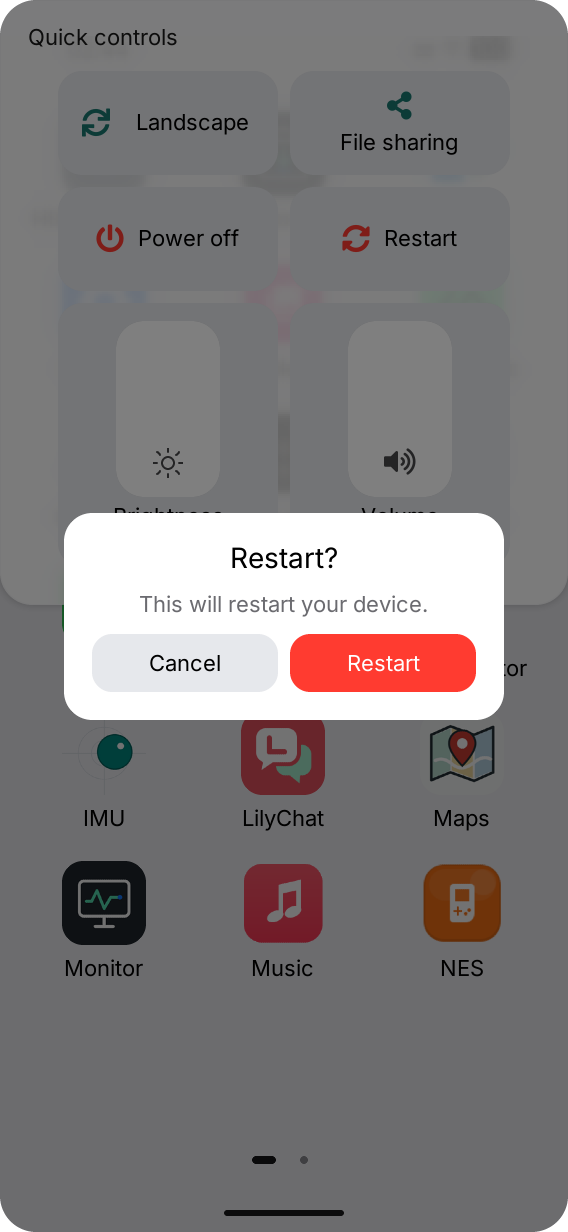 Quick controls
Landscape
File sharing
Power off
Restart
Restart?
This will restart your device.
Cancel
Restart
IMU
LilyChat
Maps
Monitor
Music
NES